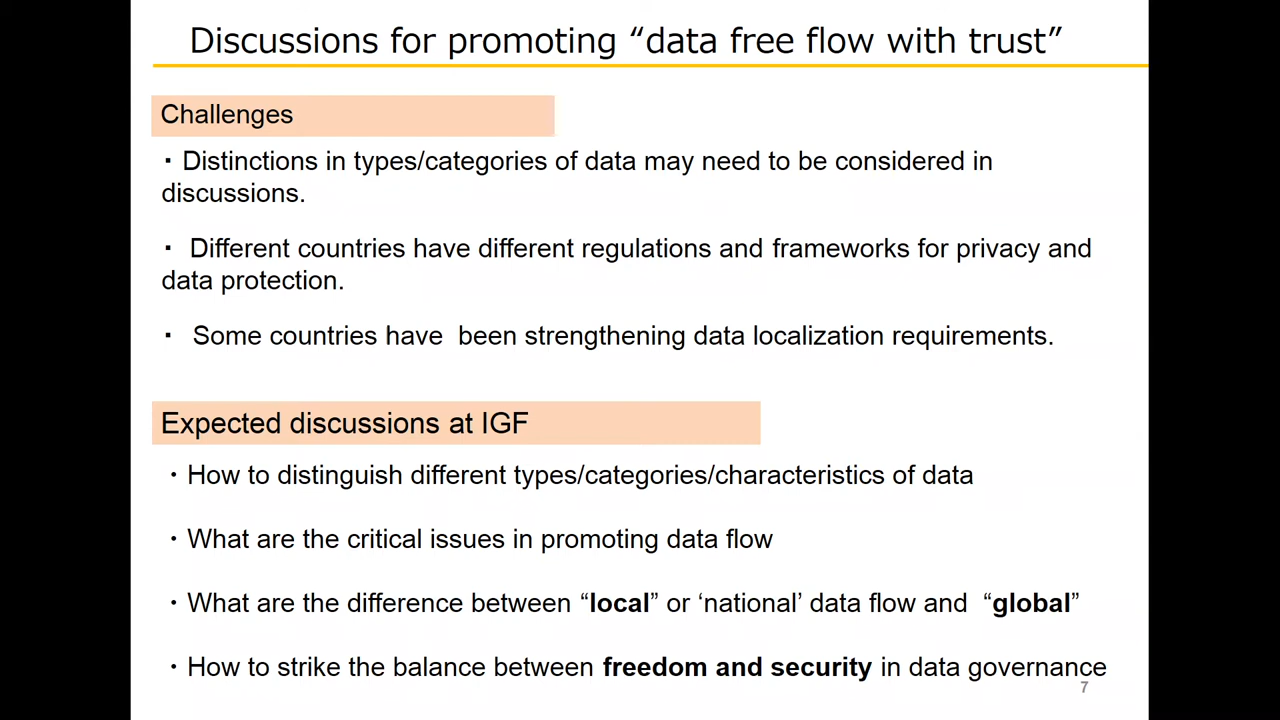 Discussions for promoting “data free flow with trust”
Challenges
・Distinctions in types/categories of data may need to be considered in
discussions.
・ Different countries have different regulations and frameworks for privacy and
data protection.
・ Some countries have  been strengthening data localization requirements.
Expected discussions at IGF
・How to distinguish different types/categories/characteristics of data
・What are the critical issues in promoting data flow
・What are the difference between “local” or ‘national’ data flow and  “global”
・How to strike the balance between freedom and security in data governance
7